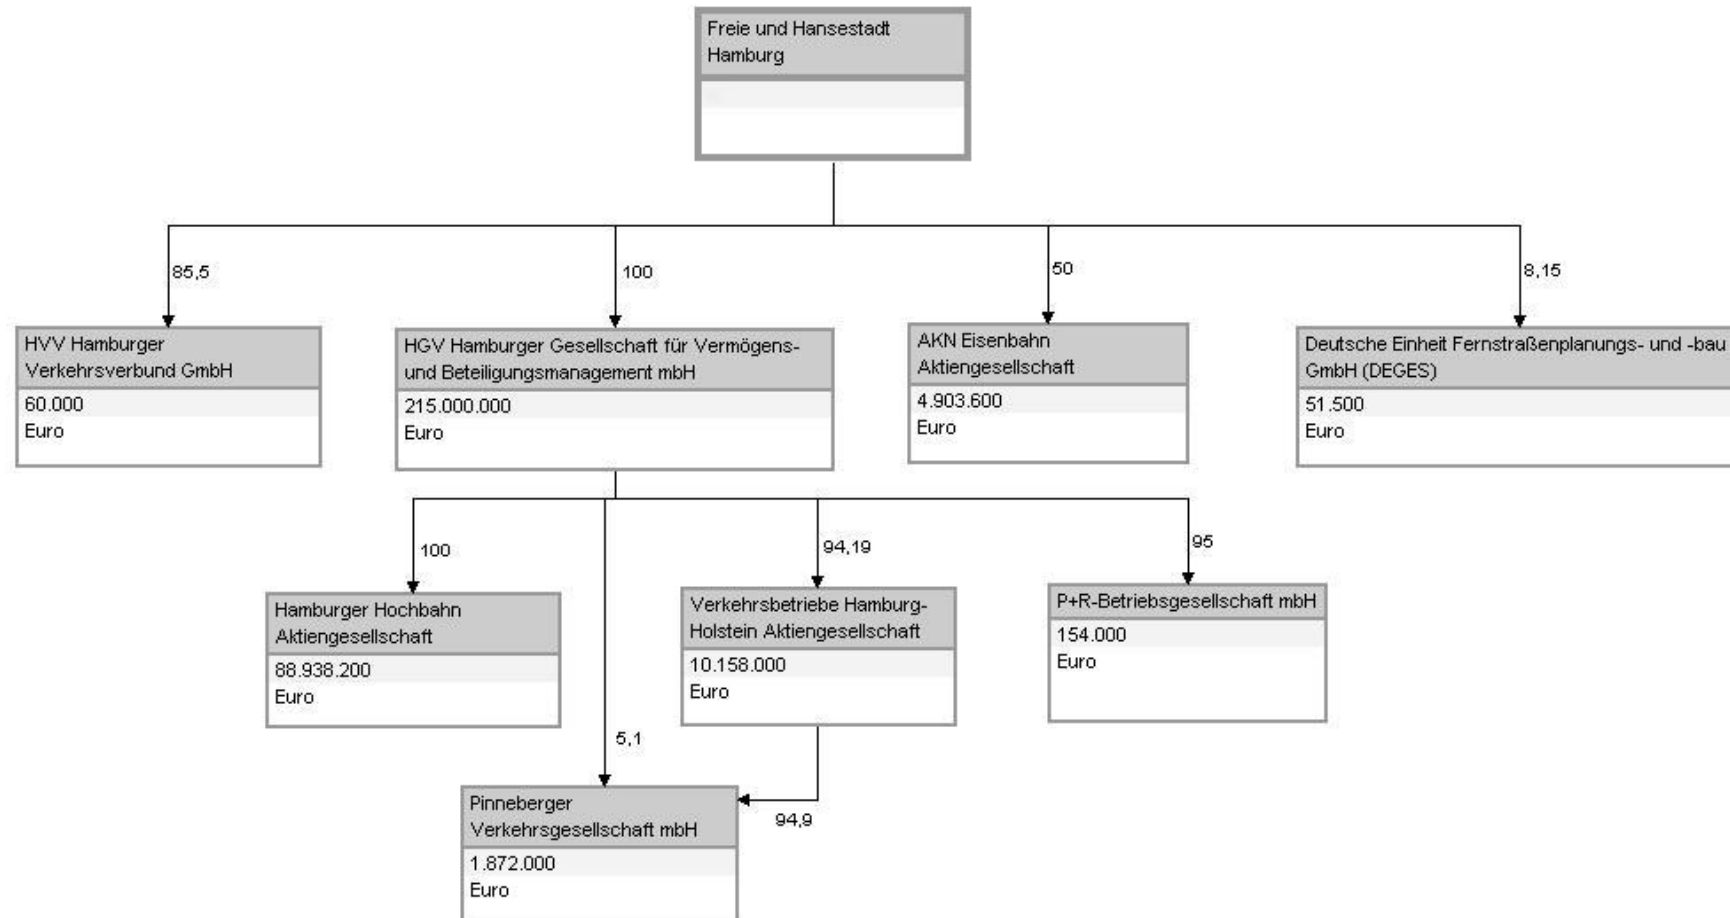 Freie und Hansestadt
Hamburg
85,5
100
50
8,15
HVV Hamburger
Verkehrsverbund GmbH
60.000
Euro
HGV Hamburger Gesellschaft für Vermögens-
und Beteiligungsmanagement mbH
215.000.000
Euro
AKN Eisenbahn
Aktiengesellschaft
4.903.600
Euro
Deutsche Einheit Fernstraßenplanungs- und -bau
GmbH (DEGES)
51.500
Euro
100
94,19
95
Hamburger Hochbahn
Aktiengesellschaft
88.938.200
Euro
Verkehrsbetriebe Hamburg-
Holstein Aktiengesellschaft
10.158.000
Euro
P+R-Betriebsgesellschaft mbH
154.000
Euro
5,1
94,9
Pinneberger
Verkehrsgesellschaft mbH
1.872.000
Euro